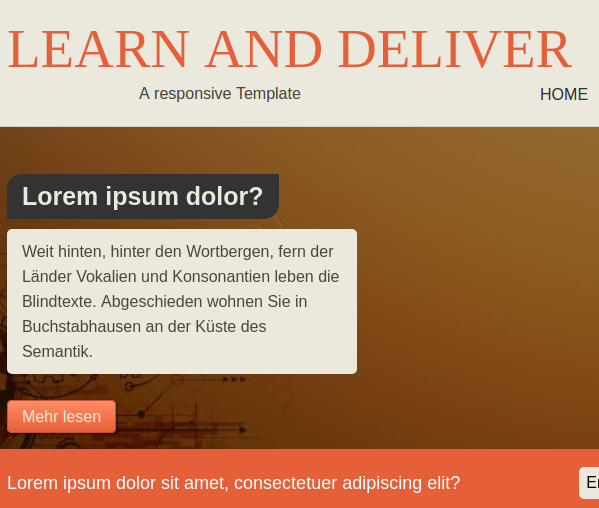 LEARN AND DELIVER
A responsive Template
HOME
Lorem ipsum dolor?
Weit hinten, hinter den Wortbergen, fern der
Länder Vokalien und Konsonantien leben die
Blindtexte. Abgeschieden wohnen Sie in
Buchstabhausen an der Küste des
Semantik.
Mehr lesen
Lorem ipsum dolor sit amet, consectetuer adipiscing elit?